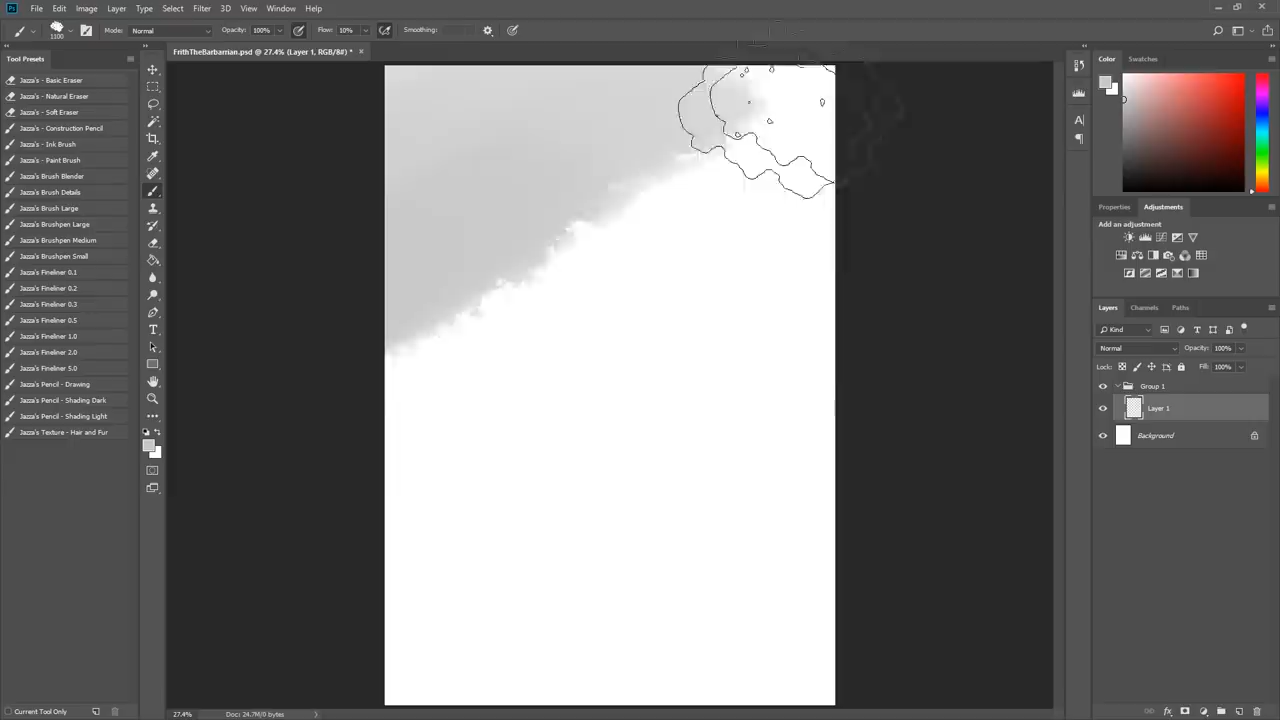 Ps File Edit Image Layer Type Select Filter 3D View Window Help
1100 Mode: Normal Opacity: 100% Flow: 10% Smoothing:
FrithTheBarbarrian.psd @ 27.4% (Layer 1, RGB/8#) *
Tool Presets
Jazza's - Basic Eraser
Jazza's - Natural Eraser
Jazza's - Soft Eraser
Jazza's - Construction Pencil
Jazza's - Ink Brush
Jazza's - Paint Brush
Jazza's Brush Blender
Jazza's Brush Details
Jazza's Brush Large
Jazza's Brushpen Large
Jazza's Brushpen Medium
Jazza's Brushpen Small
Jazza's Fineliner 0.1
Jazza's Fineliner 0.2
Jazza's Fineliner 0.3
Jazza's Fineliner 0.5
Jazza's Fineliner 1.0
Jazza's Fineliner 2.0
Jazza's Fineliner 5.0
Jazza's Pencil - Drawing
Jazza's Pencil - Shading Dark
Jazza's Pencil - Shading Light
Jazza's Texture - Hair and Fur
Current Tool Only
27.4% Doc: 24.7M/0 bytes
Color Swatches
Properties Adjustments
Add an adjustment
Layers Channels Paths
Kind
Normal Opacity: 100%
Lock: Fill: 100%
Group 1
Layer 1
Background